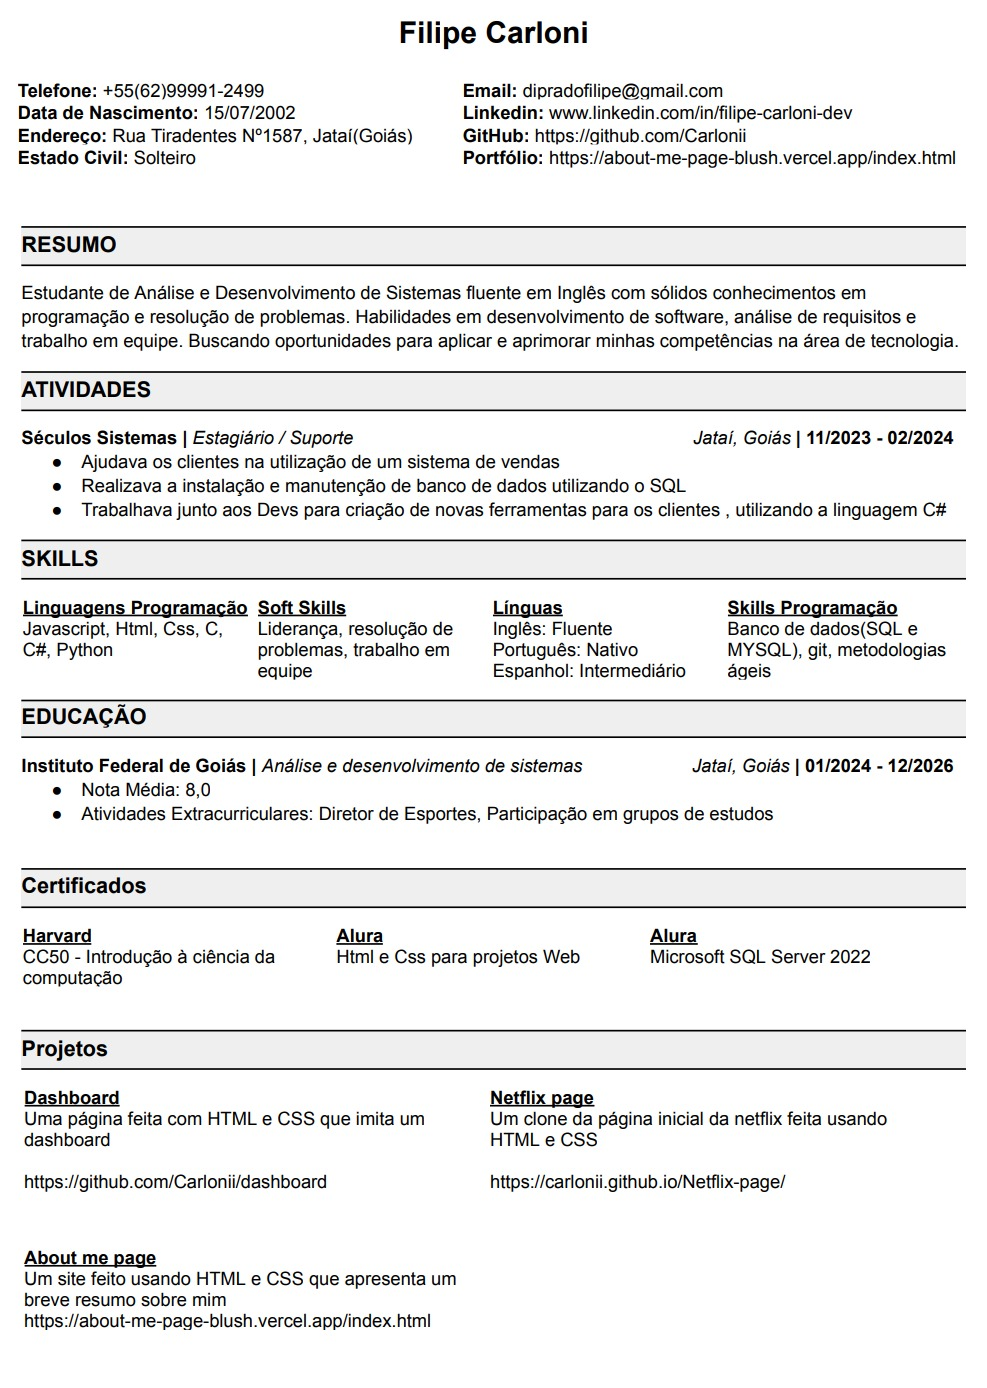 Filipe Carloni
Telefone: +55(62)99991-2499
Data de Nascimento: 15/07/2002
Endereço: Rua Tiradentes Nº1587, Jataí(Goiás)
Estado Civil: Solteiro
Email: dipradofilipe@gmail.com
Linkedin: www.linkedin.com/in/filipe-carloni-dev
GitHub: https://github.com/Carlonii
Portfólio: https://about-me-page-blush.vercel.app/index.html
RESUMO
Estudante de Análise e Desenvolvimento de Sistemas fluente em Inglês com sólidos conhecimentos em
programação e resolução de problemas. Habilidades em desenvolvimento de software, análise de requisitos e
trabalho em equipe. Buscando oportunidades para aplicar e aprimorar minhas competências na área de tecnologia.
ATIVIDADES
Séculos Sistemas | Estagiário / Suporte Jataí, Goiás | 11/2023 - 02/2024
● Ajudava os clientes na utilização de um sistema de vendas
● Realizava a instalação e manutenção de banco de dados utilizando o SQL
● Trabalhava junto aos Devs para criação de novas ferramentas para os clientes , utilizando a linguagem C#
SKILLS
Linguagens Programação
Javascript, Html, Css, C,
C#, Python
Soft Skills
Liderança, resolução de
problemas, trabalho em
equipe
Línguas
Inglês: Fluente
Português: Nativo
Espanhol: Intermediário
Skills Programação
Banco de dados(SQL e
MYSQL), git, metodologias
ágeis
EDUCAÇÃO
Instituto Federal de Goiás | Análise e desenvolvimento de sistemas Jataí, Goiás | 01/2024 - 12/2026
● Nota Média: 8,0
● Atividades Extracurriculares: Diretor de Esportes, Participação em grupos de estudos
Certificados
Harvard
CC50 - Introdução à ciência da
computação
Alura
Html e Css para projetos Web
Alura
Microsoft SQL Server 2022
Projetos
Dashboard
Uma página feita com HTML e CSS que imita um
dashboard
https://github.com/Carlonii/dashboard
Netflix page
Um clone da página inicial da netflix feita usando
HTML e CSS
https://carlonii.github.io/Netflix-page/
About me page
Um site feito usando HTML e CSS que apresenta um
breve resumo sobre mim
https://about-me-page-blush.vercel.app/index.html